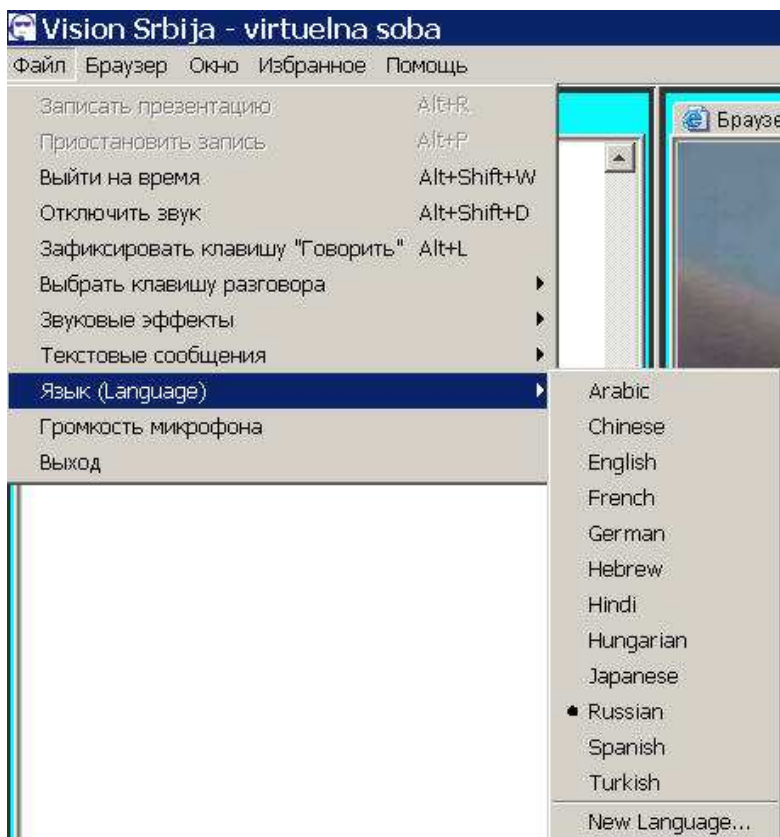 Vision Srbija - virtuelna soba
Файл Браузер Окно Избранное Помощь
Записать презентацию Alt+R
Приостановить запись Alt+P
Выйти на время Alt+Shift+W
Отключить звук Alt+Shift+D
Зафиксировать клавишу "Говорить" Alt+L
Выбрать клавишу разговора
Звуковые эффекты
Текстовые сообщения
Язык (Language)
Громкость микрофона
Выход
Браузе
Arabic
Chinese
English
French
German
Hebrew
Hindi
Hungarian
Japanese
Russian
Spanish
Turkish
New Language...